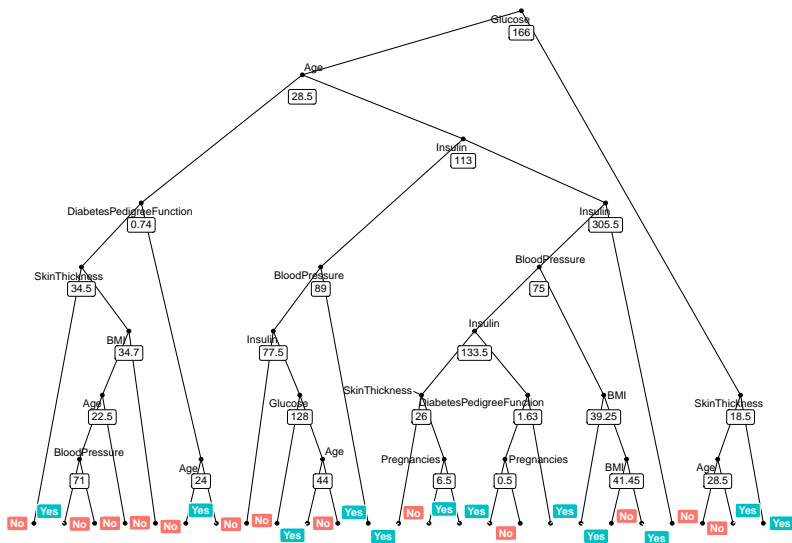 Glucose
166
Age
28.5
Insulin
113
DiabetesPedigreeFunction
0.74
Insulin
305.5
SkinThickness
34.5
BloodPressure
89
BloodPressure
75
BMI
34.7
Insulin
77.5
Insulin
133.5
Age
22.5
Glucose
128
SkinThickness
26
DiabetesPedigreeFunction
1.63
BMI
39.25
SkinThickness
18.5
BloodPressure
71
Age
24
Age
44
Pregnancies
6.5
Pregnancies
0.5
BMI
41.45
Age
28.5
No
Yes
No
No
No
No
Yes
No
No
Yes
No
Yes
Yes
No
Yes
Yes
No
Yes
Yes
No
Yes
No
No
Yes
Yes